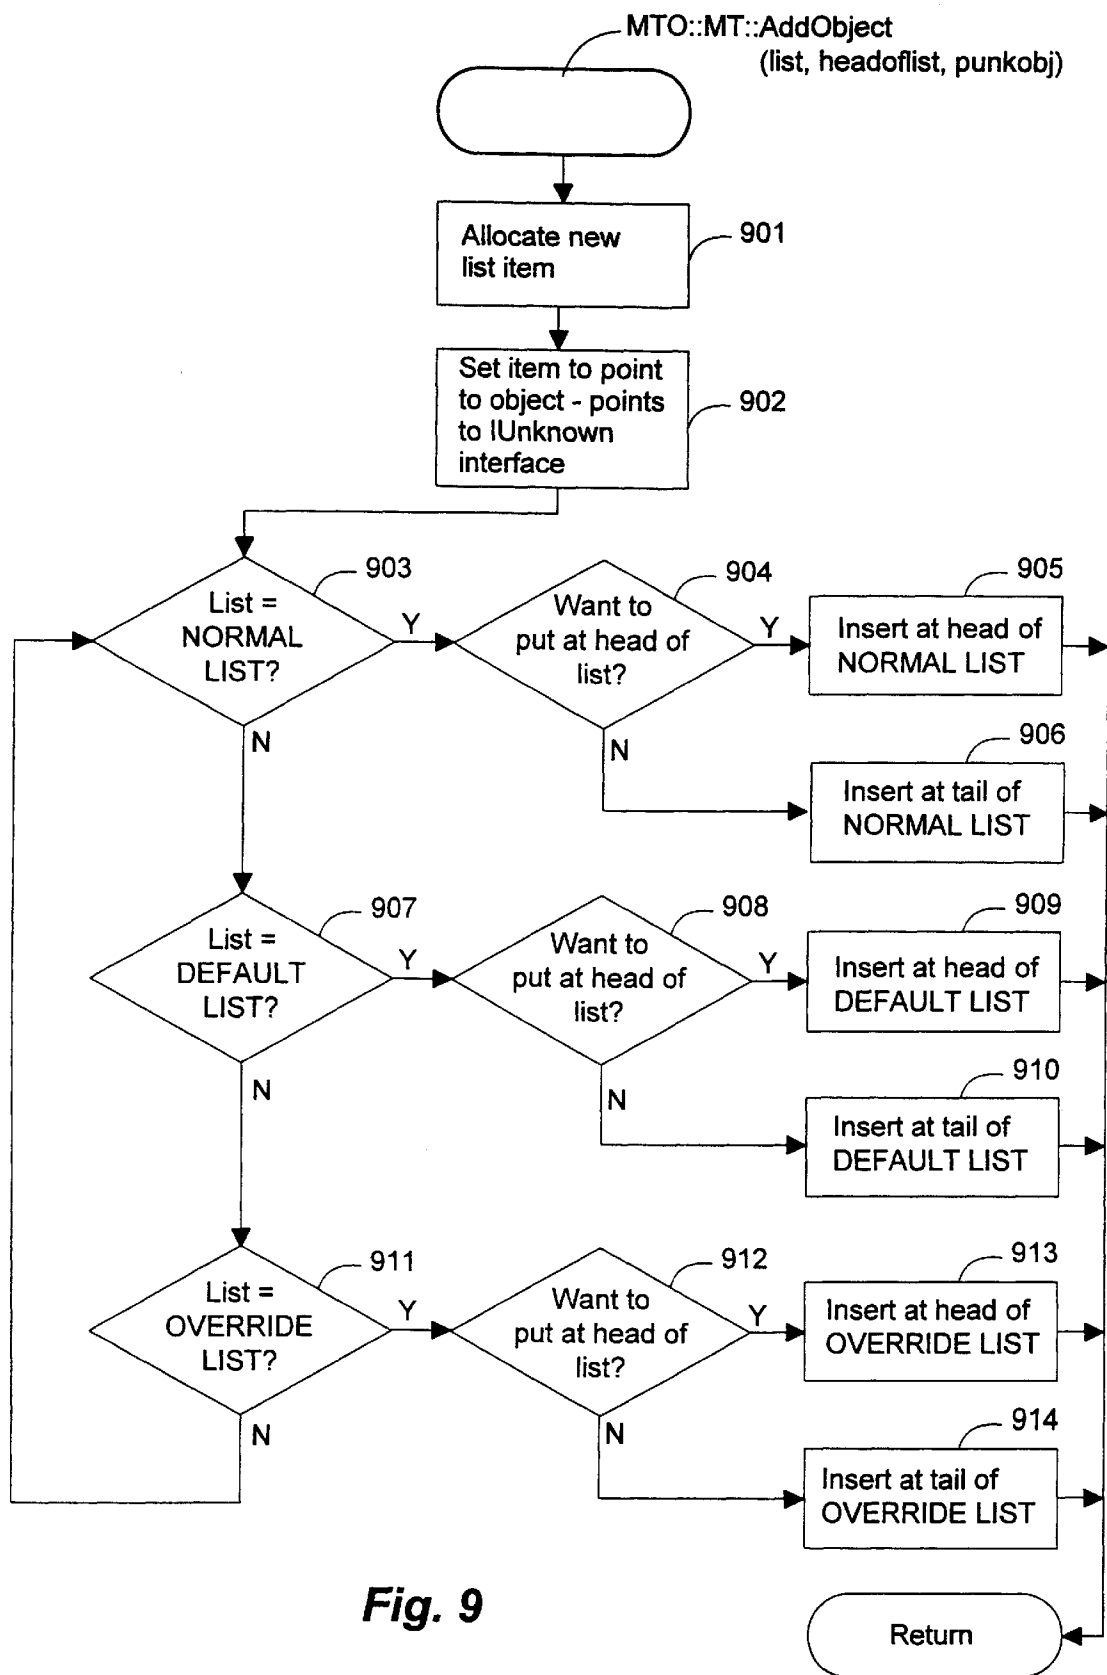 MTO::MT::AddObject
(list, headoflist, punkobj)
Allocate new
list item
901
Set item to point
to object - points
to IUnknown
interface
902
List =
NORMAL
LIST?
903
Y
N
Want to
put at head of
list?
904
Y
N
Insert at head of
NORMAL LIST
905
Insert at tail of
NORMAL LIST
906
List =
DEFAULT
LIST?
907
Y
N
Want to
put at head of
list?
908
Y
N
Insert at head of
DEFAULT LIST
909
Insert at tail of
DEFAULT LIST
910
List =
OVERRIDE
LIST?
911
Y
N
Want to
put at head of
list?
912
Y
N
Insert at head of
OVERRIDE LIST
913
Insert at tail of
OVERRIDE LIST
914
Return
Fig. 9